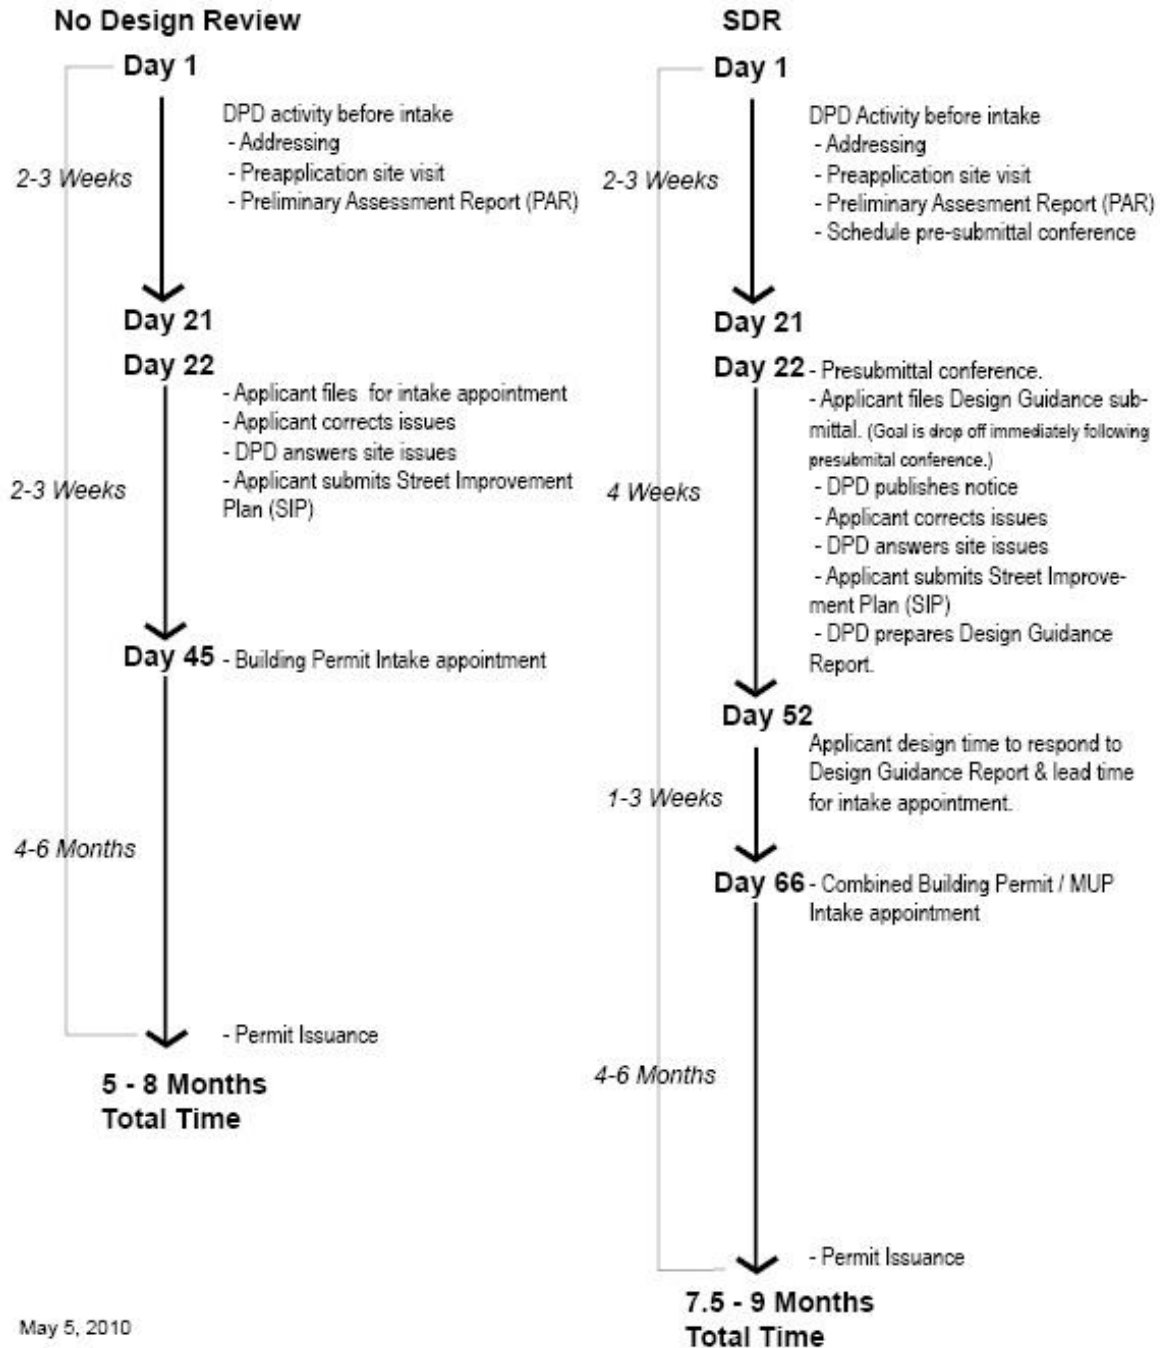 No Design Review
Day 1
DPD activity before intake
- Addressing
- Preapplication site visit
- Preliminary Assessment Report (PAR)
2-3 Weeks
Day 21
Day 22
- Applicant files for intake appointment
- Applicant corrects issues
- DPD answers site issues
- Applicant submits Street Improvement
Plan (SIP)
2-3 Weeks
Day 45 - Building Permit Intake appointment
4-6 Months
- Permit Issuance
5 - 8 Months
Total Time
May 5, 2010
SDR
Day 1
DPD Activity before intake
- Addressing
- Preapplication site visit
- Preliminary Assesment Report (PAR)
- Schedule pre-submittal conference
2-3 Weeks
Day 21
Day 22 - Presubmittal conference.
- Applicant files Design Guidance sub-
mittal. (Goal is drop off immediately following
presubmital conference.)
- DPD publishes notice
- Applicant corrects issues
- DPD answers site issues
- Applicant submits Street Improve-
ment Plan (SIP)
- DPD prepares Design Guidance
Report.
4 Weeks
Day 52
Applicant design time to respond to
Design Guidance Report & lead time
for intake appointment.
1-3 Weeks
Day 66 - Combined Building Permit / MUP
Intake appointment
4-6 Months
- Permit Issuance
7.5 - 9 Months
Total Time